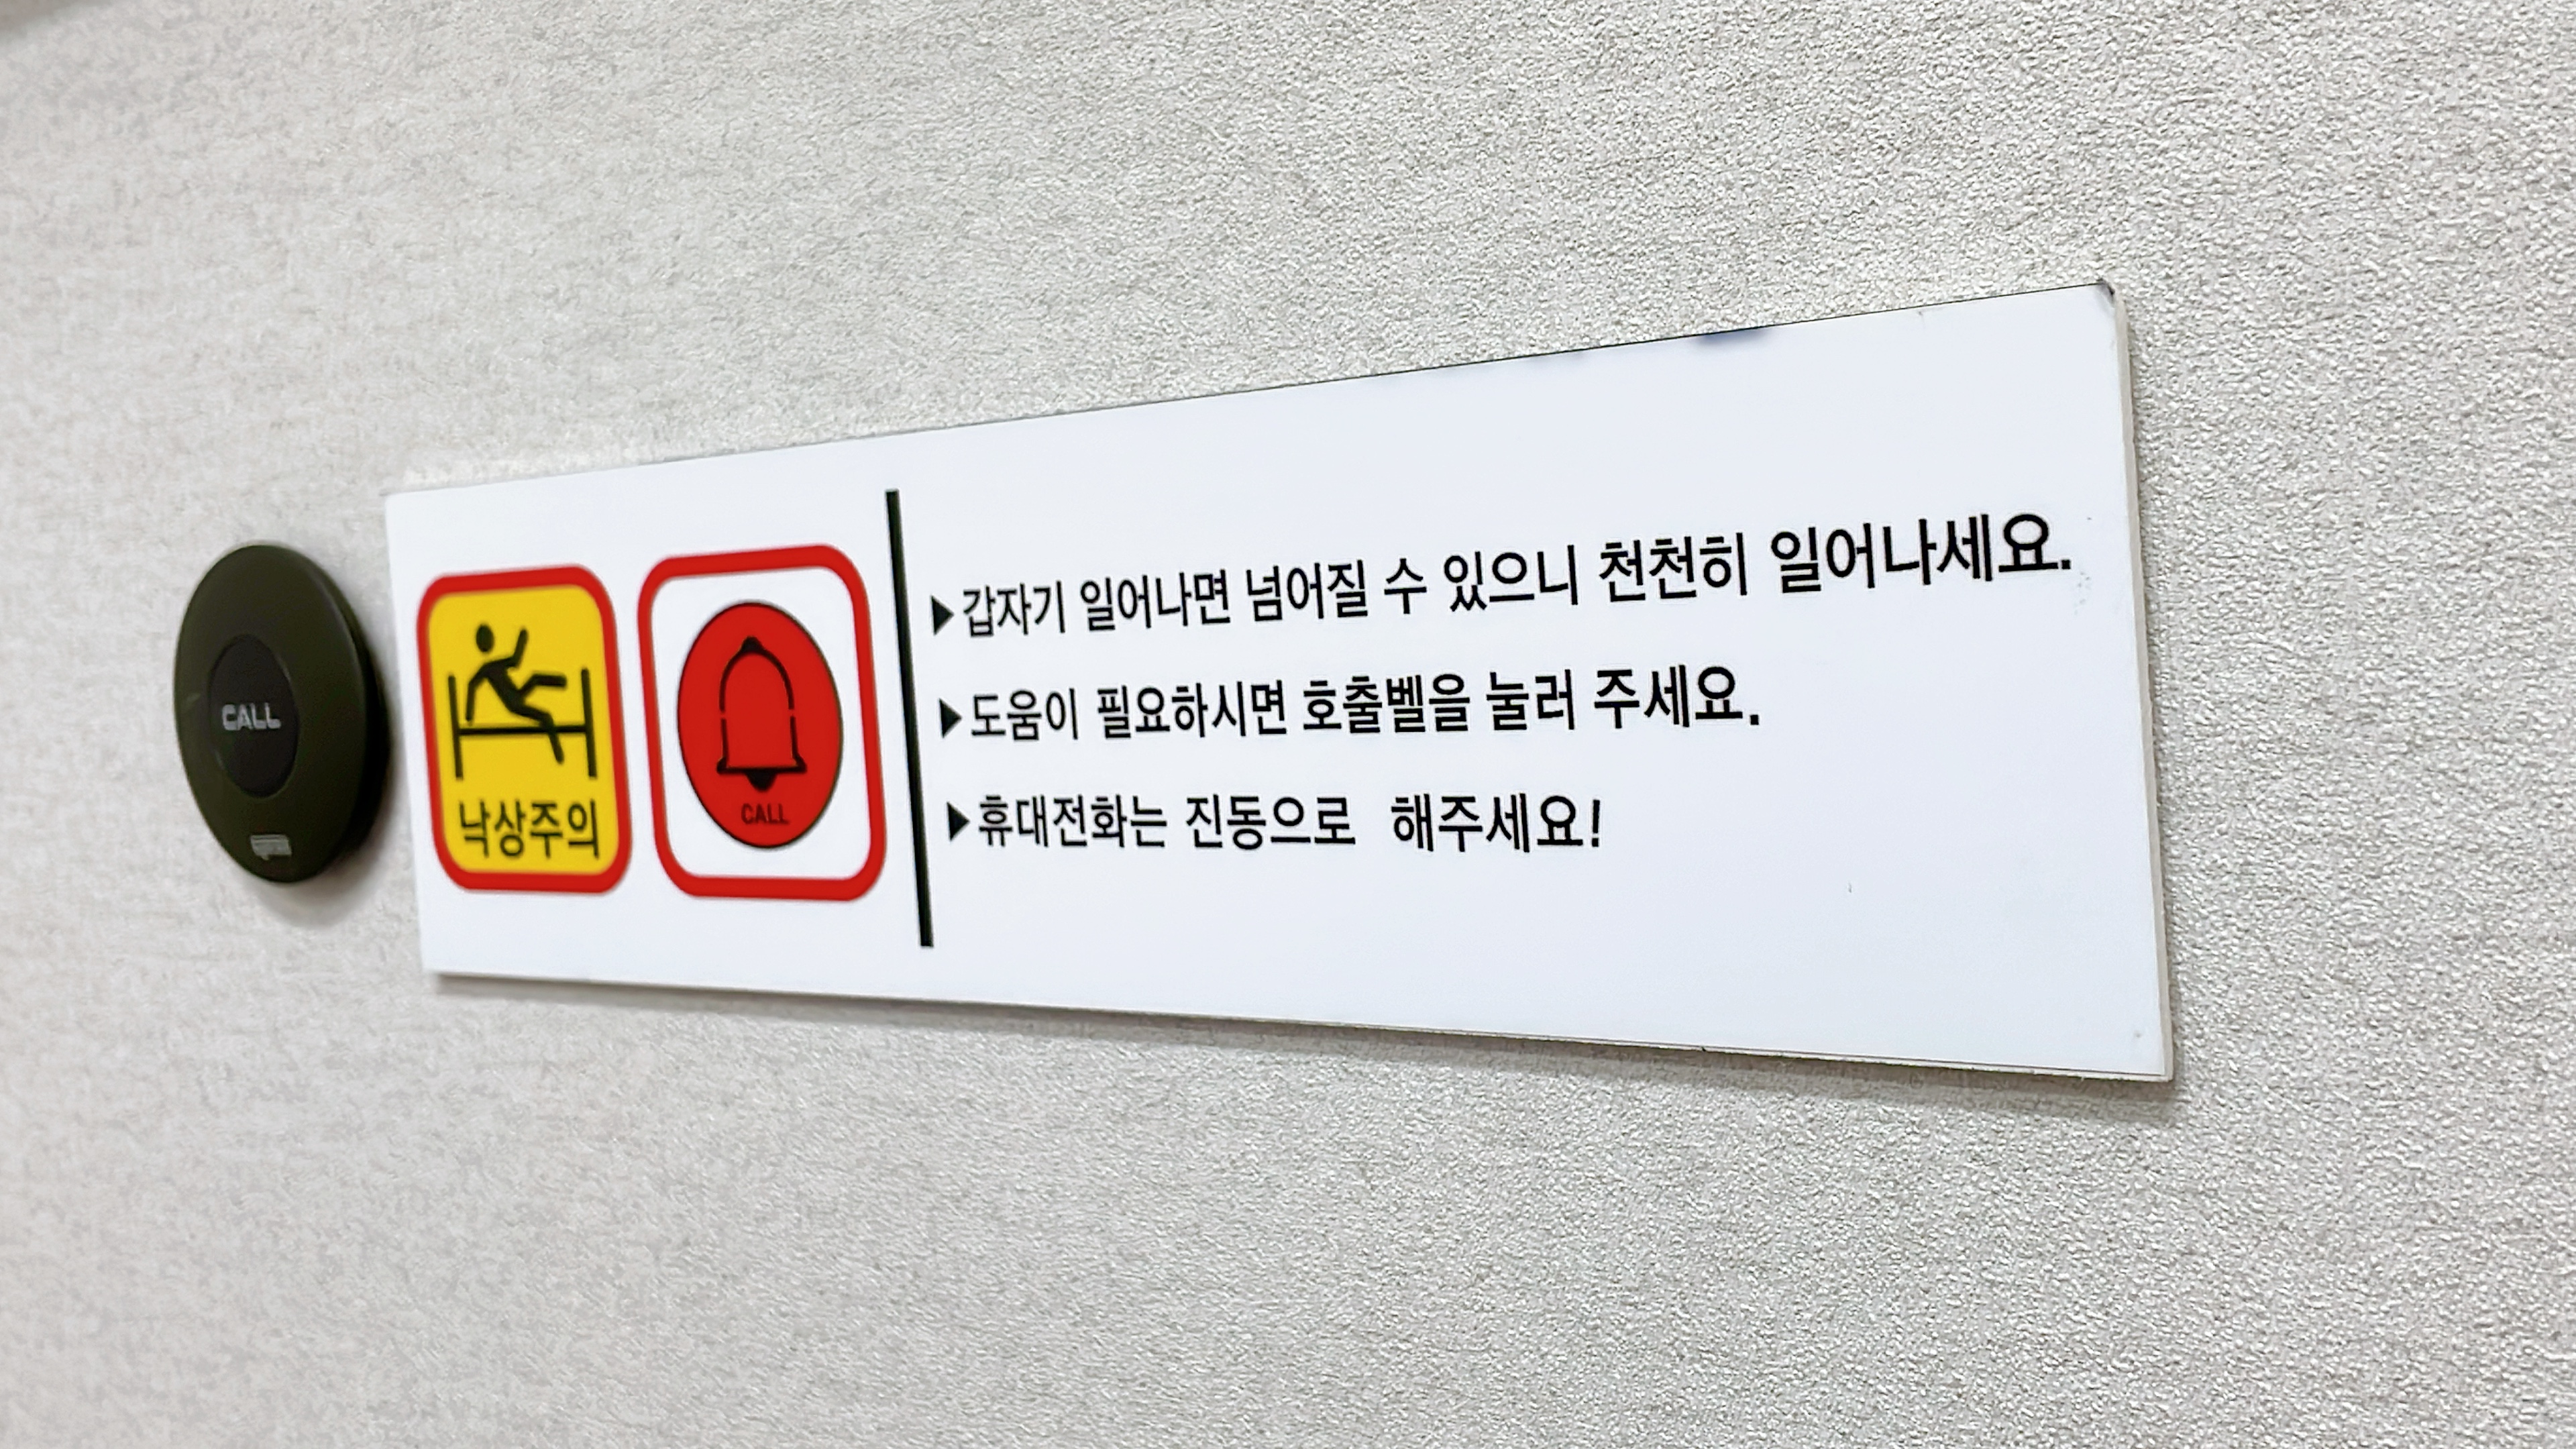 CALL
낙상주의
CALL
▶갑자기 일어나면 넘어질 수 있으니 천천히 일어나세요.
▶도움이 필요하시면 호출벨을 눌러 주세요.
▶휴대전화는 진동으로 해주세요!